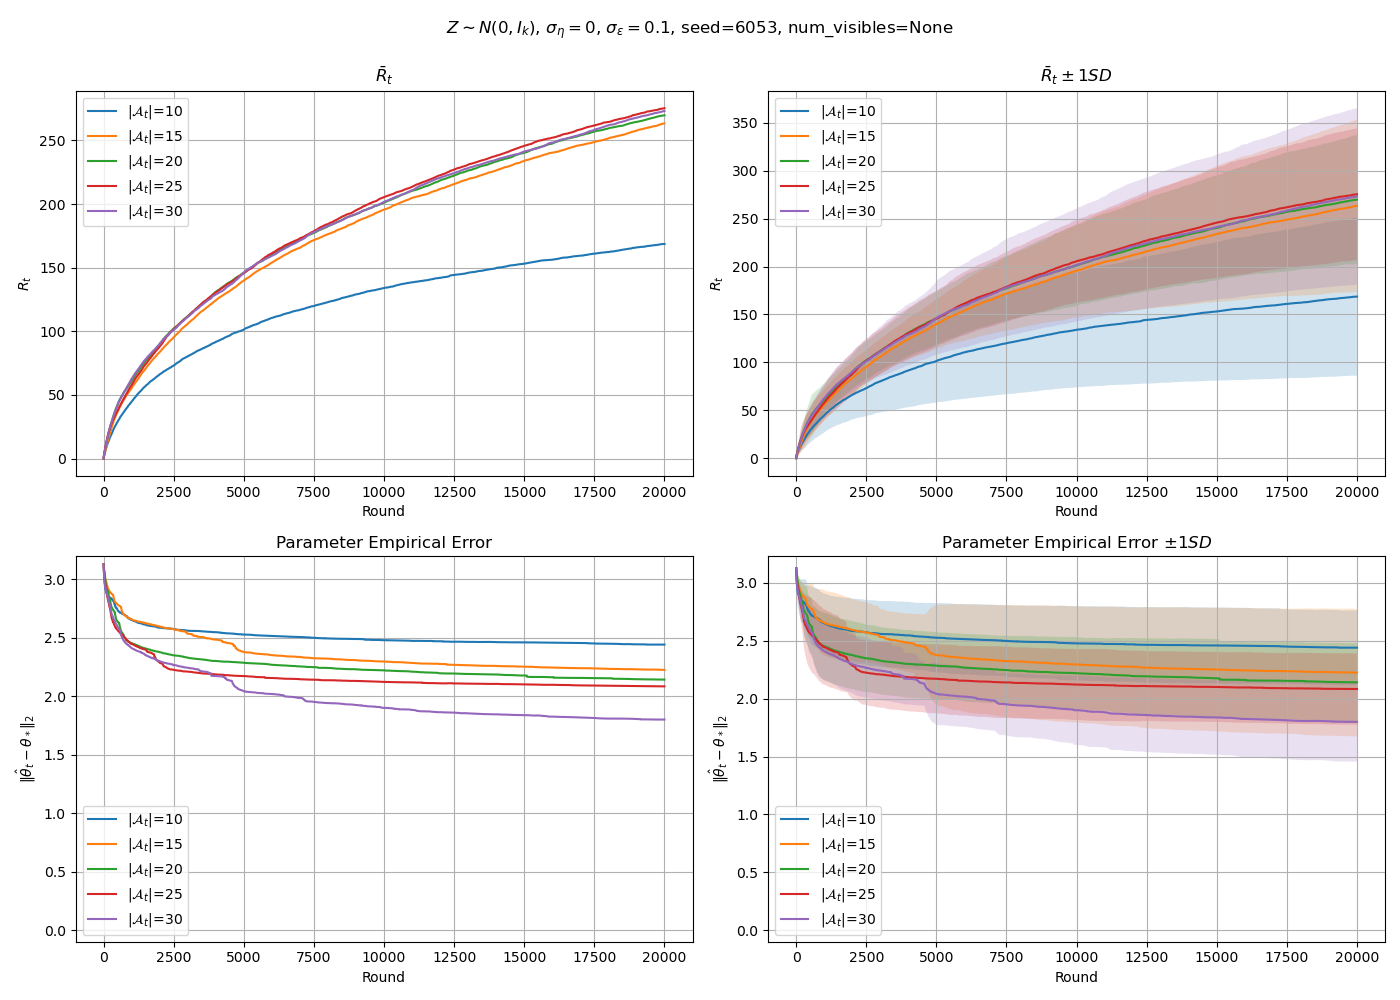 Z ∼ N(0, I_k), σ_η = 0, σ_ε = 0.1, seed=6053, num_visibles=None
R̄_t
R_t
250
200
150
100
50
0
|𝒜_t|=10
|𝒜_t|=15
|𝒜_t|=20
|𝒜_t|=25
|𝒜_t|=30
0 2500 5000 7500 10000 12500 15000 17500 20000
Round
R̄_t ± 1SD
R_t
350
300
250
200
150
100
50
0
|𝒜_t|=10
|𝒜_t|=15
|𝒜_t|=20
|𝒜_t|=25
|𝒜_t|=30
0 2500 5000 7500 10000 12500 15000 17500 20000
Round
Parameter Empirical Error
‖θ̂_t − θ_*‖_2
3.0
2.5
2.0
1.5
1.0
0.5
0.0
|𝒜_t|=10
|𝒜_t|=15
|𝒜_t|=20
|𝒜_t|=25
|𝒜_t|=30
0 2500 5000 7500 10000 12500 15000 17500 20000
Round
Parameter Empirical Error ±1SD
‖θ̂_t − θ_*‖_2
3.0
2.5
2.0
1.5
1.0
0.5
0.0
|𝒜_t|=10
|𝒜_t|=15
|𝒜_t|=20
|𝒜_t|=25
|𝒜_t|=30
0 2500 5000 7500 10000 12500 15000 17500 20000
Round